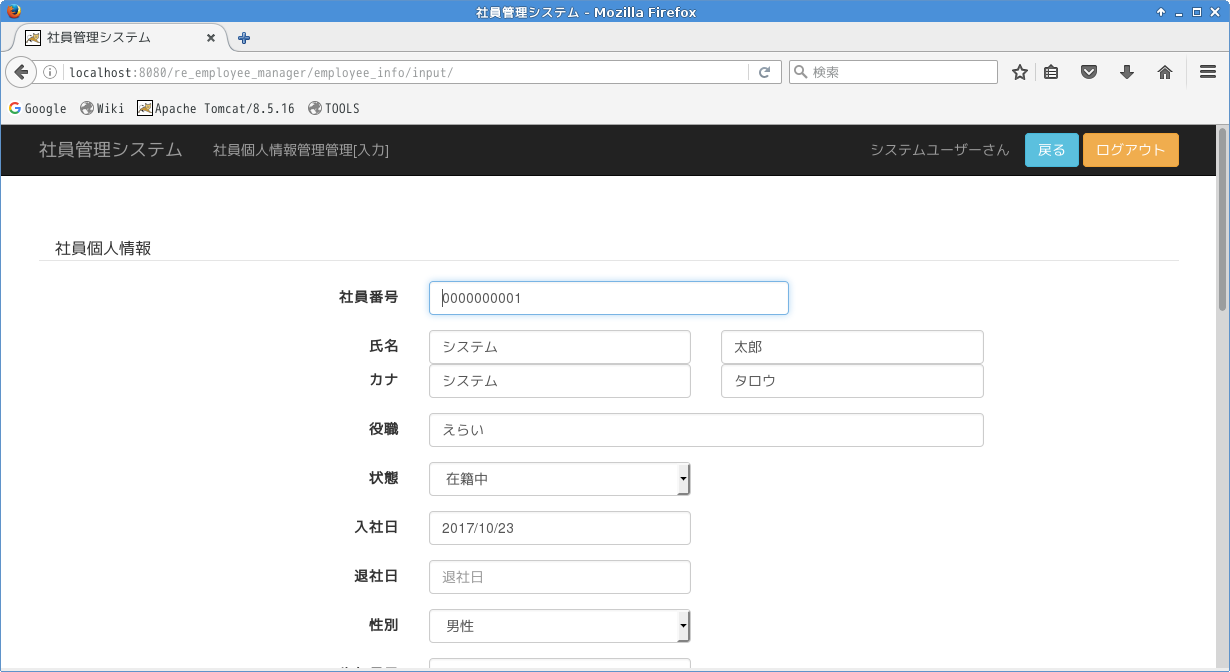 社員管理システム - Mozilla Firefox
社員管理システム
localhost:8080/re_employee_manager/employee_info/input/
検索
Google Wiki Apache Tomcat/8.5.16 TOOLS
社員管理システム 社員個人情報管理管理[入力] システムユーザーさん 戻る ログアウト
社員個人情報
社員番号 0000000001
氏名 システム 太郎
カナ システム タロウ
役職 えらい
状態 在籍中
入社日 2017/10/23
退社日 退社日
性別 男性